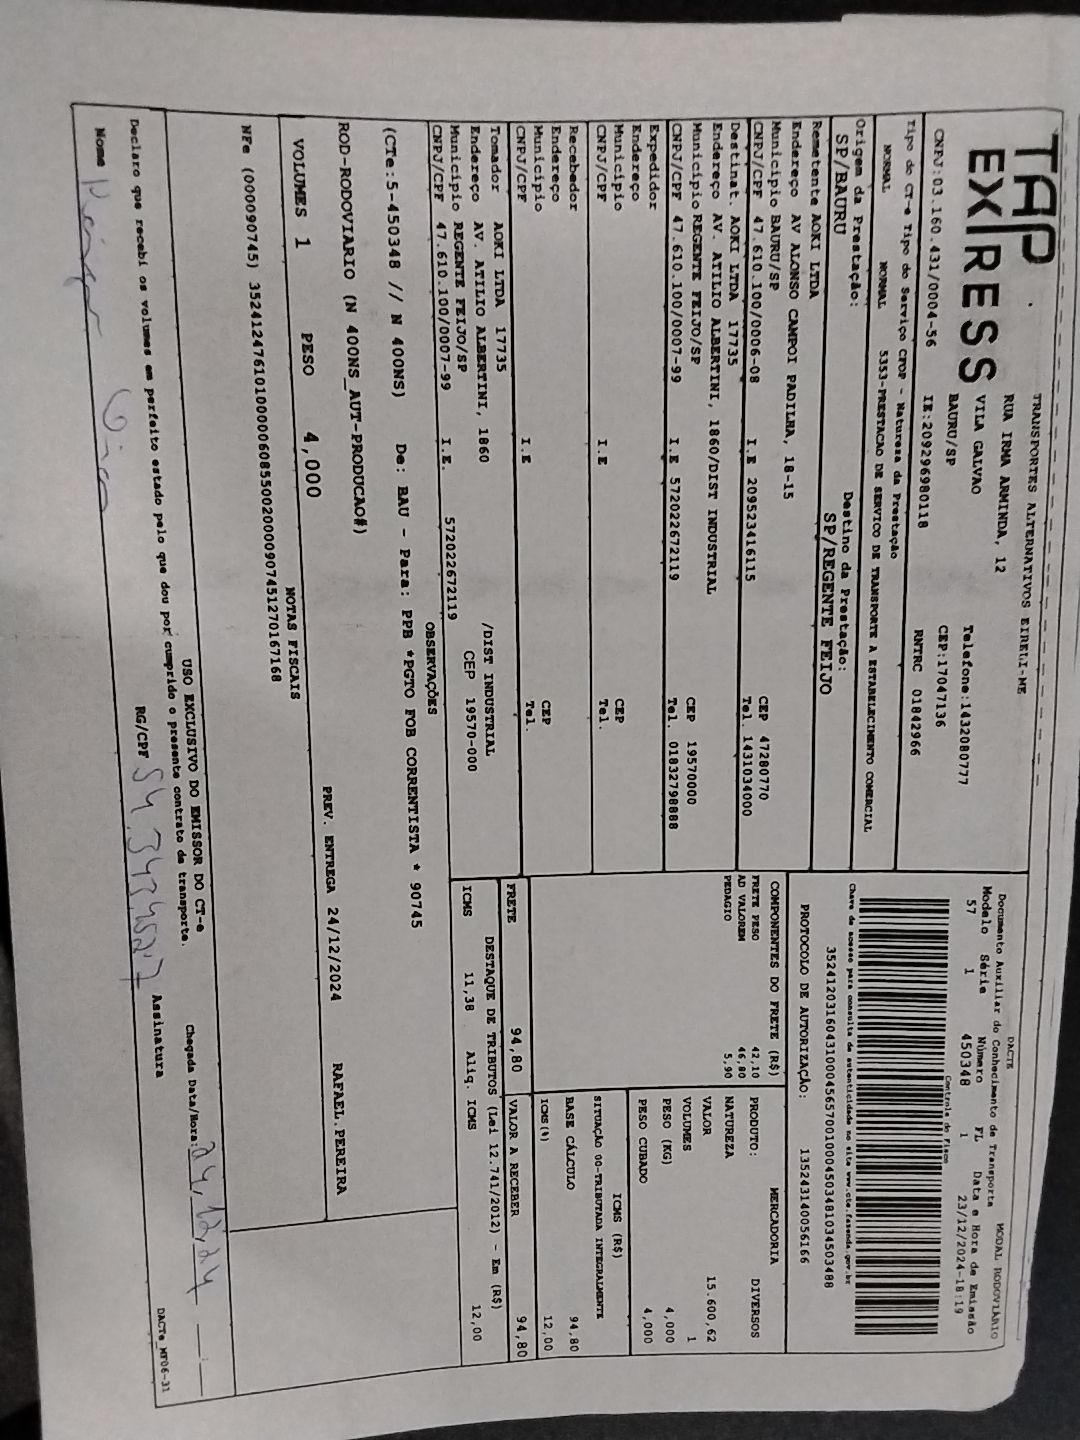 TAP EXPRESS
TRANSPORTES ALTERNATIVOS EIRELI-ME
RUA IRMA ARMINDA, 12
VILA GALVAO Telefone:1432080777
BAURU/SP CEP:17047136
CNPJ:03.160.431/0004-56 IE:209296980118 RNTRC 01842966
Tipo do CT-e Tipo do Serviço CFOP - Natureza da Prestação
NORMAL NORMAL 5353-PRESTACAO DE SERVICO DE TRANSPORTE A ESTABELECIMENTO COMERCIAL
Origem da Prestação: Destino da Prestação:
SP/BAURU SP/REGENTE FEIJO
Remetente AOKI LTDA
Endereço AV ALONSO CAMPOI PADILHA, 18-15
Municipio BAURU/SP CEP 47280770
CNPJ/CPF 47.610.100/0006-08 I.E 209523416115 Tel. 1431034000
Destinat. AOKI LTDA 17735
Endereço AV. ATILIO ALBERTINI, 1860/DIST INDUSTRIAL
Municipio REGENTE FEIJO/SP CEP 19570000
CNPJ/CPF 47.610.100/0007-99 I.E 572022672119 Tel. 01832798888
Expedidor
Endereço
Municipio CEP
CNPJ/CPF I.E Tel.
Recebedor
Endereço
Municipio CEP
CNPJ/CPF I.E Tel.
Tomador AOKI LTDA 17735
Endereço AV. ATILIO ALBERTINI, 1860 /DIST INDUSTRIAL
Municipio REGENTE FEIJO/SP CEP 19570-000
CNPJ/CPF 47.610.100/0007-99 I.E. 572022672119
DACTE MODAL RODOVIARIO
Documento Auxiliar do Conhecimento de Transporte
Modelo Série Número FL Data e Hora de Emissão
57 1 450348 1 23/12/2024-18:19
Controle do Fisco
Chave de acesso para consulta de autenticidade no site www.cte.fazenda.gov.br
35241203160431000456570010004503481034503488
PROTOCOLO DE AUTORIZAÇÃO: 135243140056166
COMPONENTES DO FRETE (R$)
FRETE PESO 42,10
AD VALOREM 46,80
PEDAGIO 5,90
PRODUTO: DIVERSOS
NATUREZA MERCADORIA
VALOR 15.600,62
VOLUMES 1
PESO (KG) 4,000
PESO CUBADO 4,000
ICMS (R$)
SITUAÇÃO 00-TRIBUTADA INTEGRALMENTE
BASE CÁLCULO 94,80
ICMS(%) 12,00
FRETE 94,80 VALOR A RECEBER 94,80
DESTAQUE DE TRIBUTOS (Lei 12.741/2012) - Em (R$)
ICMS 11,38 Aliq. ICMS 12,00
OBSERVAÇÕES
(CTe:5-450348 // N 400NS) De: BAU - Para: PPB *PGTO FOB CORRENTISTA * 90745
ROD-RODOVIARIO (N 400NS_AUT-PRODUCAO#)
VOLUMES 1 PESO 4,000 PREV. ENTREGA 24/12/2024 RAFAEL.PEREIRA
NOTAS FISCAIS
NFe (000090745) 35241247610100000608550020000907451270167168
USO EXCLUSIVO DO EMISSOR DO CT-e
Declaro que recebi os volumes em perfeito estado pelo que dou por cumprido o presente contrato de transporte. Chegada Data/Hora: 24,12,24
Nome RG/CPF Assinatura
DACTe_MT06-31